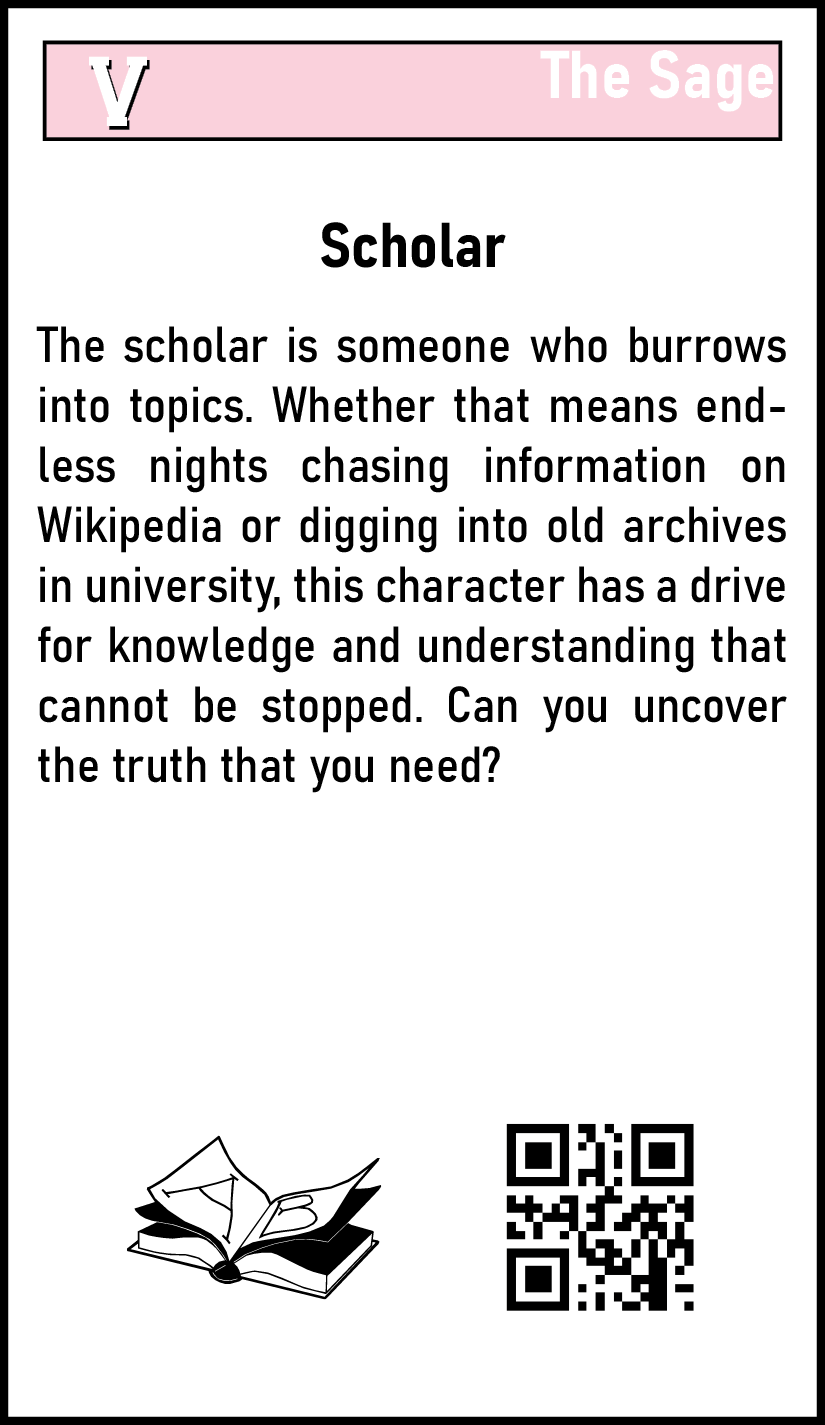 V
The Sage
Scholar
The scholar is someone who burrows
into topics. Whether that means end-
less nights chasing information on
Wikipedia or digging into old archives
in university, this character has a drive
for knowledge and understanding that
cannot be stopped. Can you uncover
the truth that you need?
A B